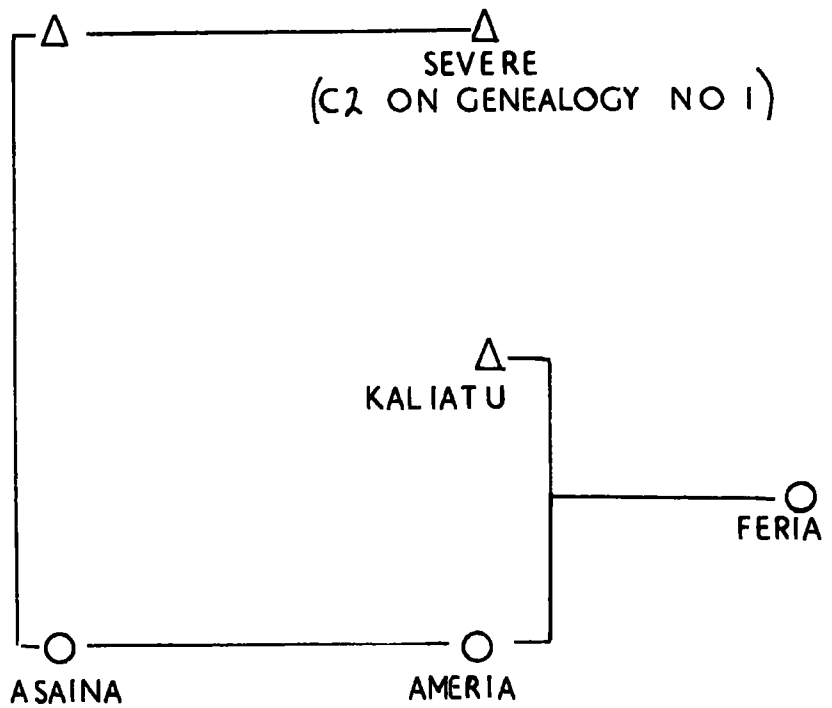 SEVERE
(C2 ON GENEALOGY NO 1)
KALIATU
FERIA
ASAINA
AMERIA